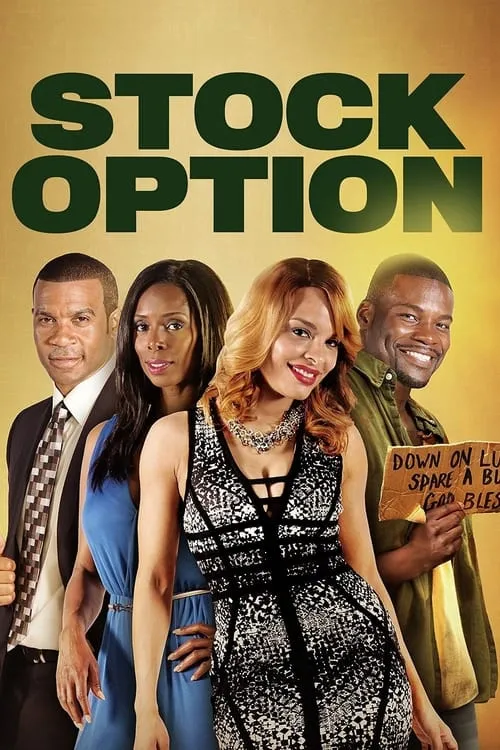 STOCK
OPTION
DOWN ON LU
SPARE A BU
GOD BLES